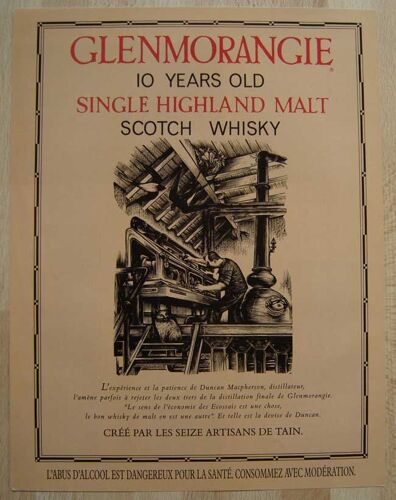 GLENMORANGIE
10 YEARS OLD
SINGLE HIGHLAND MALT
SCOTCH WHISKY
L'expérience et la patience de Duncan Macpherson, distillateur,
l'amène parfois à rejeter les deux tiers de la distillation finale de Glenmorangie.
"Le sens de l'économie des Ecossais est une chose,
le bon whisky de malt en est une autre". Et telle est la devise de Duncan.
CRÉÉ PAR LES SEIZE ARTISANS DE TAIN.
L'ABUS D'ALCOOL EST DANGEREUX POUR LA SANTÉ. CONSOMMEZ AVEC MODÉRATION.